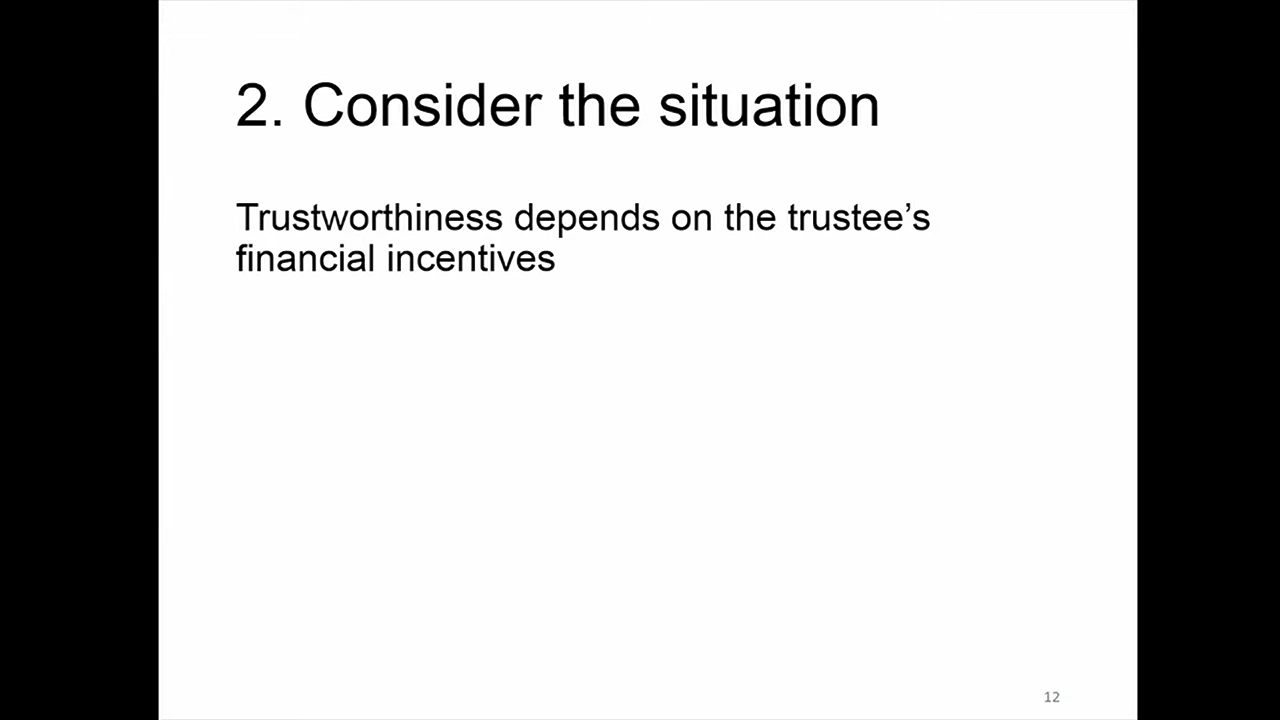 2. Consider the situation
Trustworthiness depends on the trustee’s
financial incentives
12